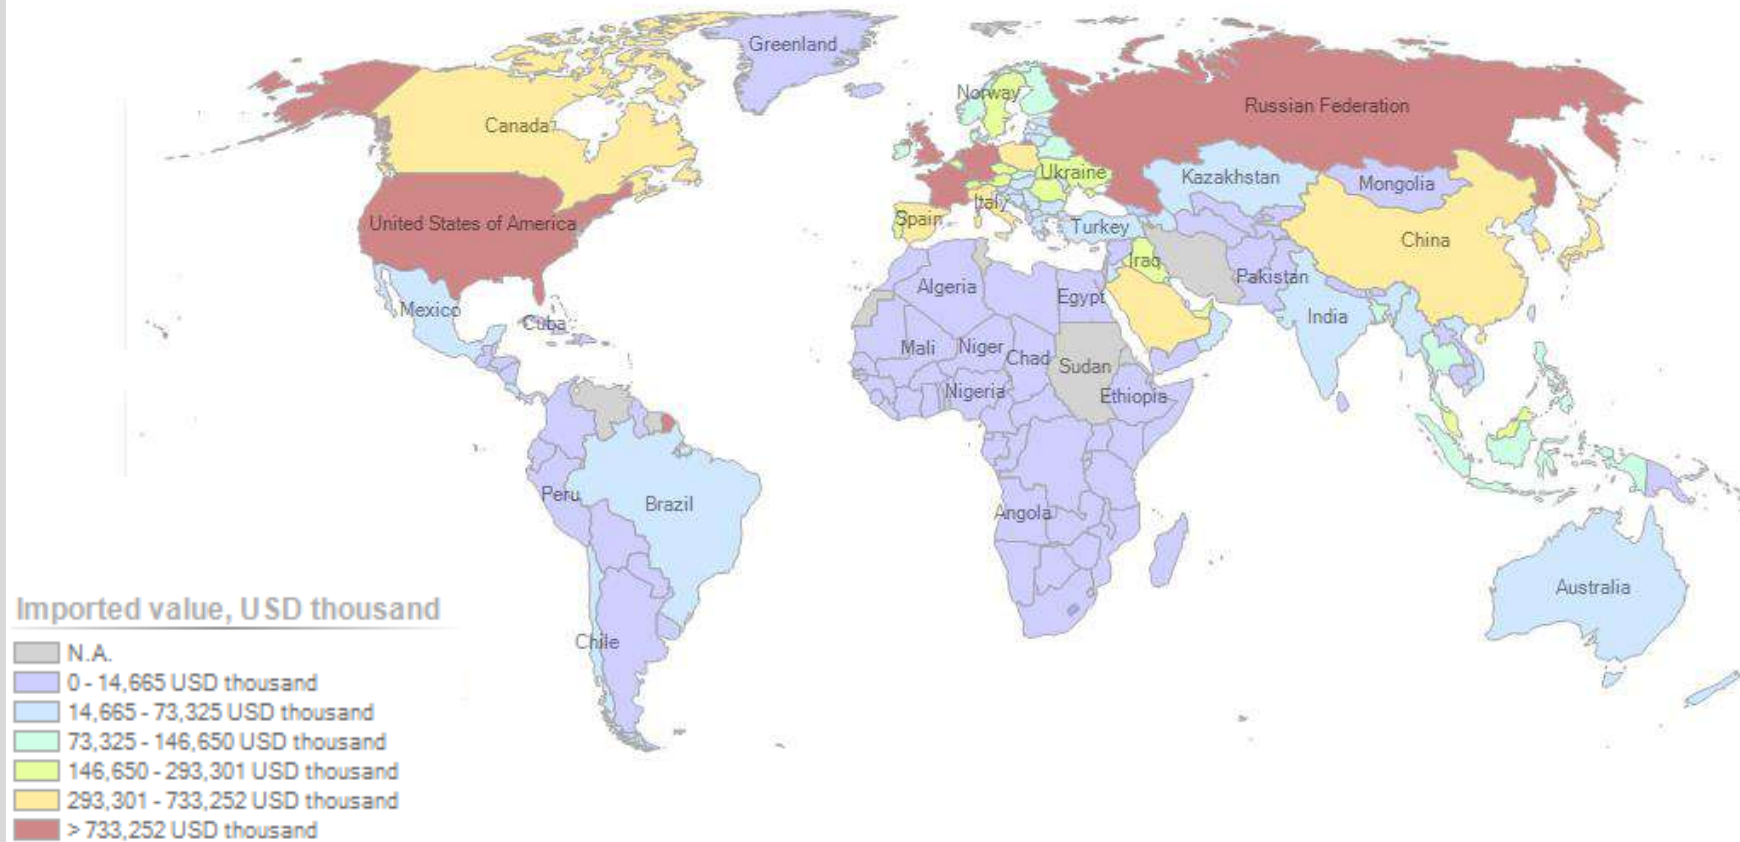 Greenland
Norway
Russian Federation
Canada
Ukraine
Kazakhstan
Mongolia
Italy
Spain
United States of America
Turkey
China
Iraq
Pakistan
Algeria
Egypt
Mexico
Cuba
India
Mali
Niger
Chad
Sudan
Nigeria
Ethiopia
Peru
Brazil
Angola
Australia
Chile
Imported value, USD thousand
N.A.
0 - 14,665 USD thousand
14,665 - 73,325 USD thousand
73,325 - 146,650 USD thousand
146,650 - 293,301 USD thousand
293,301 - 733,252 USD thousand
> 733,252 USD thousand